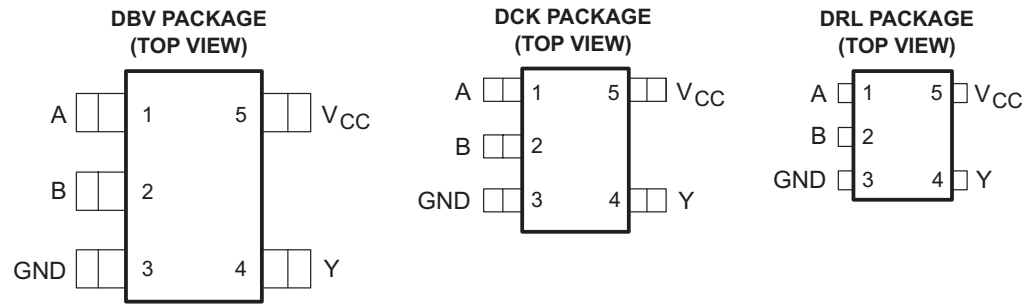 DBV PACKAGE
(TOP VIEW)
A 1 5 VCC
B 2
GND 3 4 Y
DCK PACKAGE
(TOP VIEW)
A 1 5 VCC
B 2
GND 3 4 Y
DRL PACKAGE
(TOP VIEW)
A 1 5 VCC
B 2
GND 3 4 Y